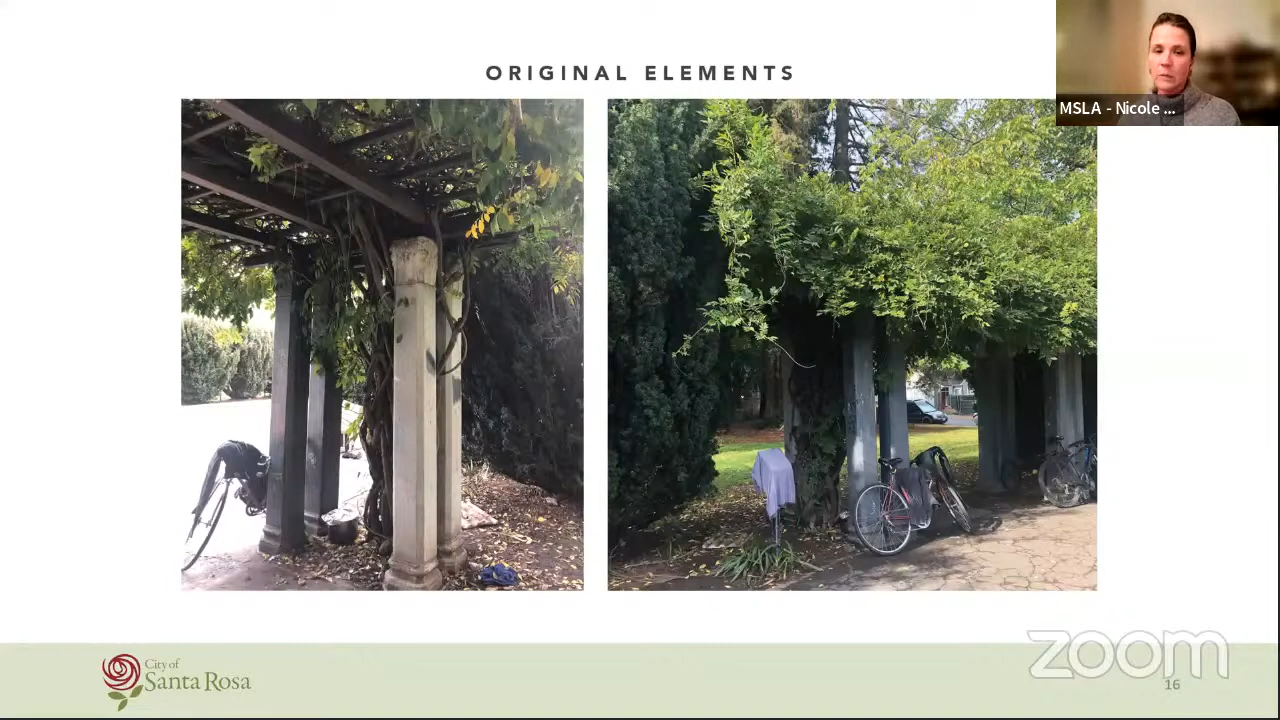 ORIGINAL ELEMENTS
MSLA - Nicole ...
City of
Santa Rosa
zoom
16